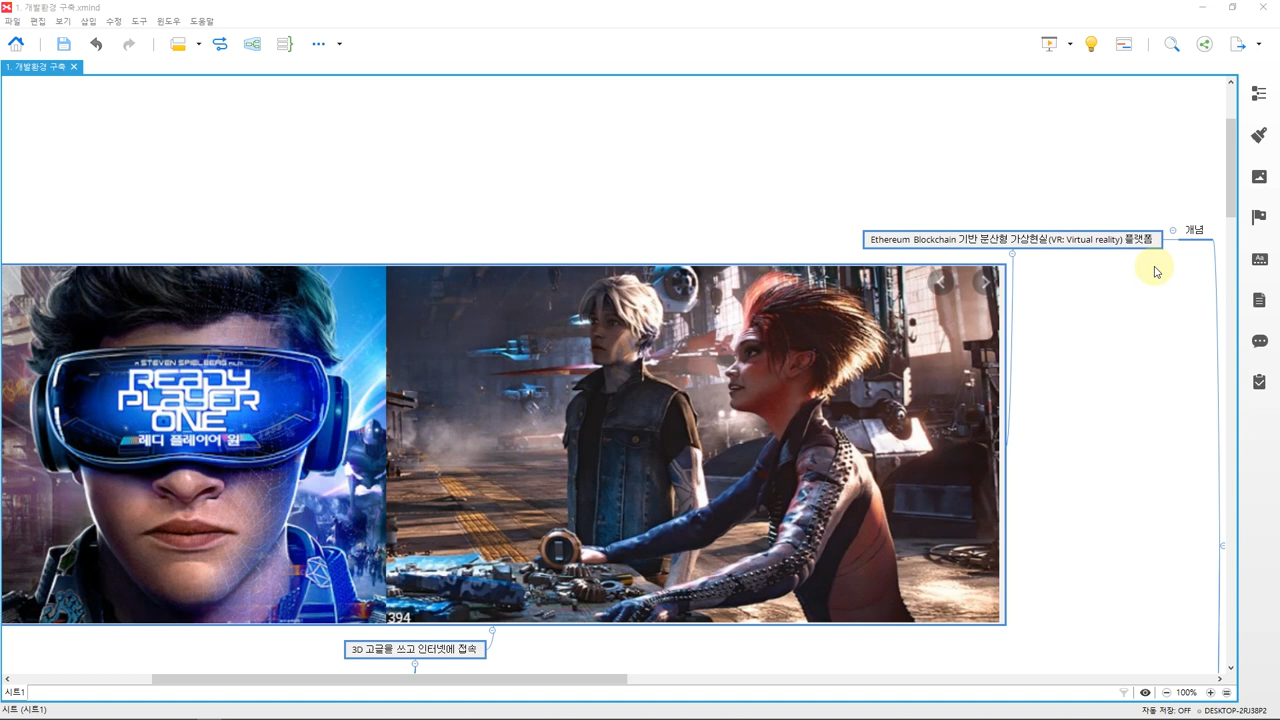 1. 개발환경 구축.xmind
파일 편집 보기 삽입 수정 도구 윈도우 도움말
1. 개발환경 구축
개념
Ethereum Blockchain 기반 분산형 가상현실(VR: Virtual reality) 플랫폼
A STEVEN SPIELBERG FILM
READY
PLAYER
ONE
레디 플레이어 원
394
3D 고글을 쓰고 인터넷에 접속
시트1
100%
시트 (시트1)
자동 저장: OFF
DESKTOP-2RJ38P2
Aa